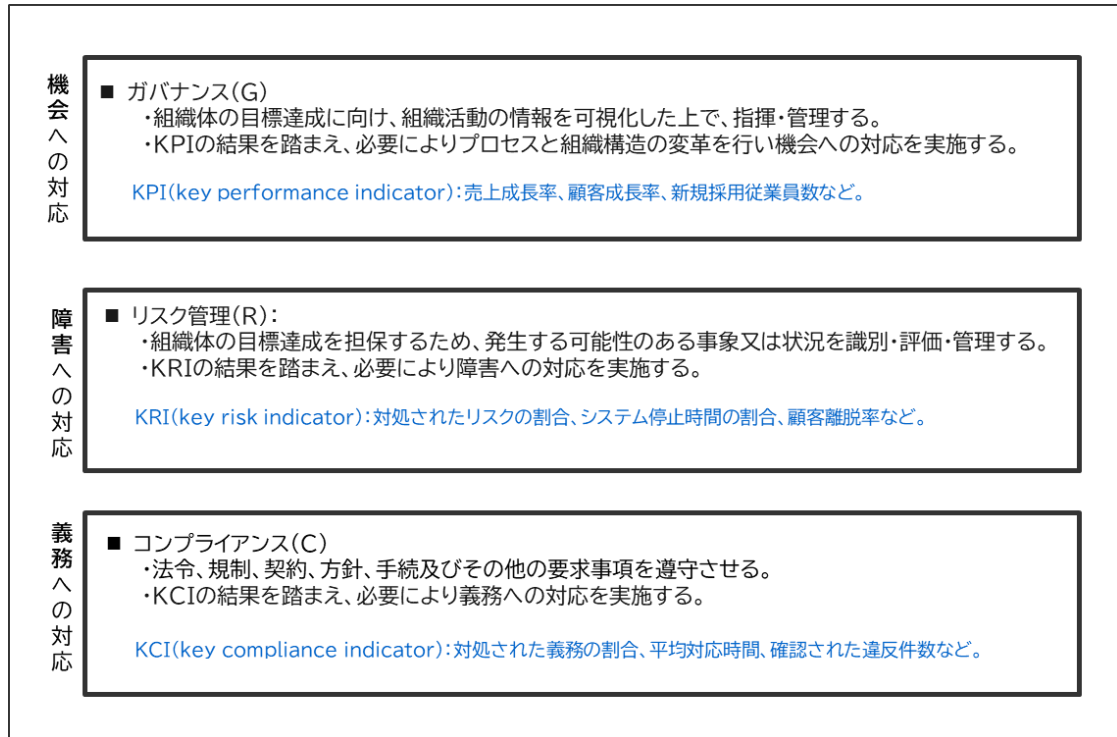 機会への対応
■ ガバナンス(G)
・組織体の目標達成に向け、組織活動の情報を可視化した上で、指揮・管理する。
・KPIの結果を踏まえ、必要によりプロセスと組織構造の変革を行い機会への対応を実施する。
KPI(key performance indicator):売上成長率、顧客成長率、新規採用従業員数など。
障害への対応
■ リスク管理(R):
・組織体の目標達成を担保するため、発生する可能性のある事象又は状況を識別・評価・管理する。
・KRIの結果を踏まえ、必要により障害への対応を実施する。
KRI(key risk indicator):対処されたリスクの割合、システム停止時間の割合、顧客離脱率など。
義務への対応
■ コンプライアンス(C)
・法令、規制、契約、方針、手続及びその他の要求事項を遵守させる。
・KCIの結果を踏まえ、必要により義務への対応を実施する。
KCI(key compliance indicator):対処された義務の割合、平均対応時間、確認された違反件数など。